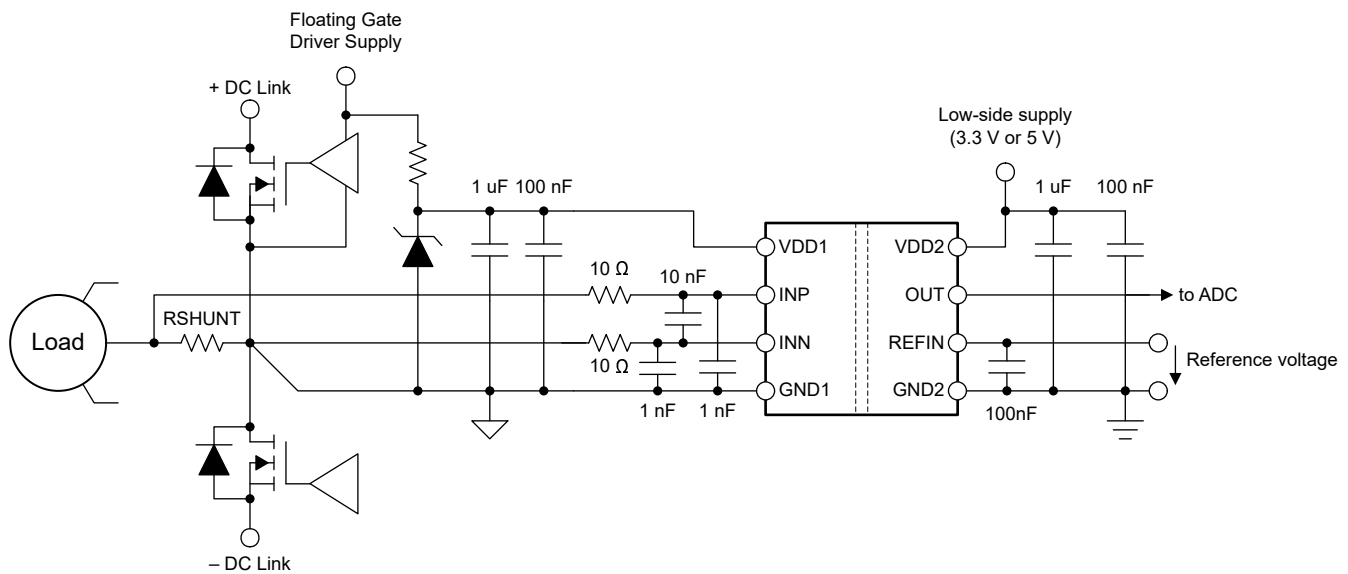 Floating Gate
Driver Supply
+ DC Link
Low-side supply
(3.3 V or 5 V)
1 uF
100 nF
1 uF
100 nF
VDD1
VDD2
10 Ω
10 nF
INP
OUT
to ADC
RSHUNT
Load
INN
REFIN
10 Ω
Reference voltage
GND1
GND2
1 nF
1 nF
100nF
– DC Link